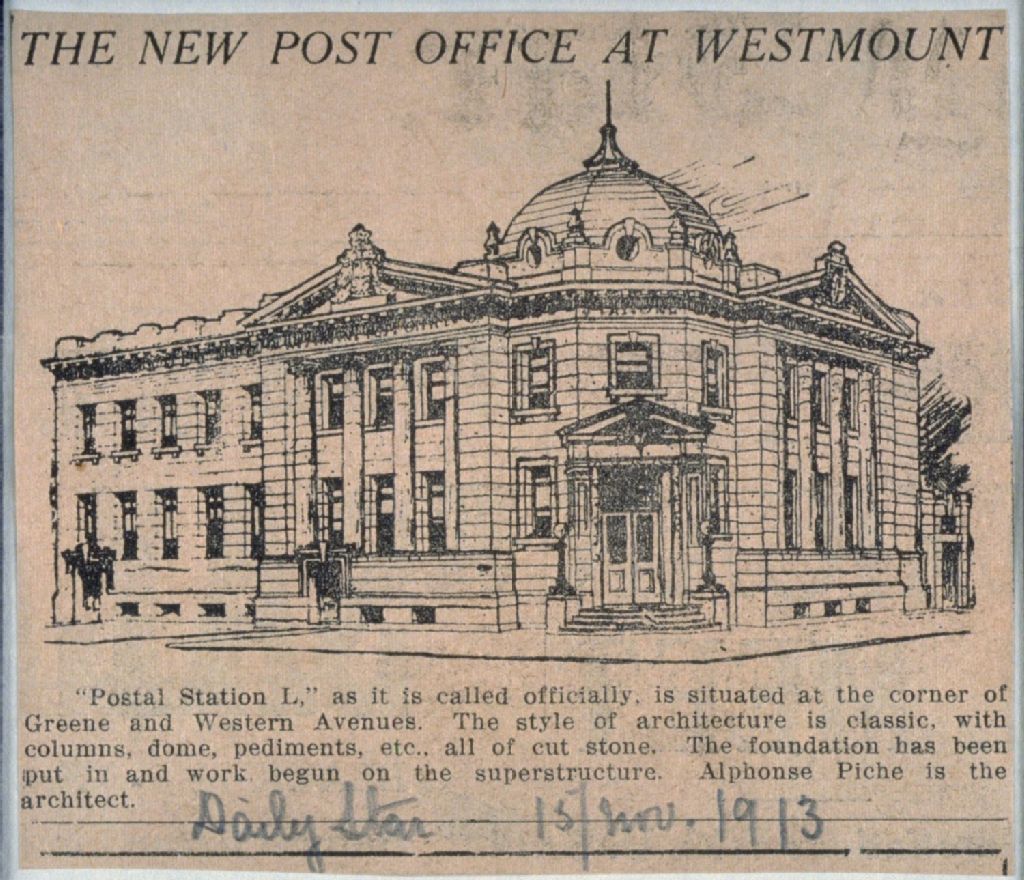 THE NEW POST OFFICE AT WESTMOUNT
"Postal Station L," as it is called officially, is situated at the corner of
Greene and Western Avenues. The style of architecture is classic, with
columns, dome, pediments, etc., all of cut stone. The foundation has been
put in and work begun on the superstructure. Alphonse Piche is the
architect.
Daily Star 15/Nov. 1913